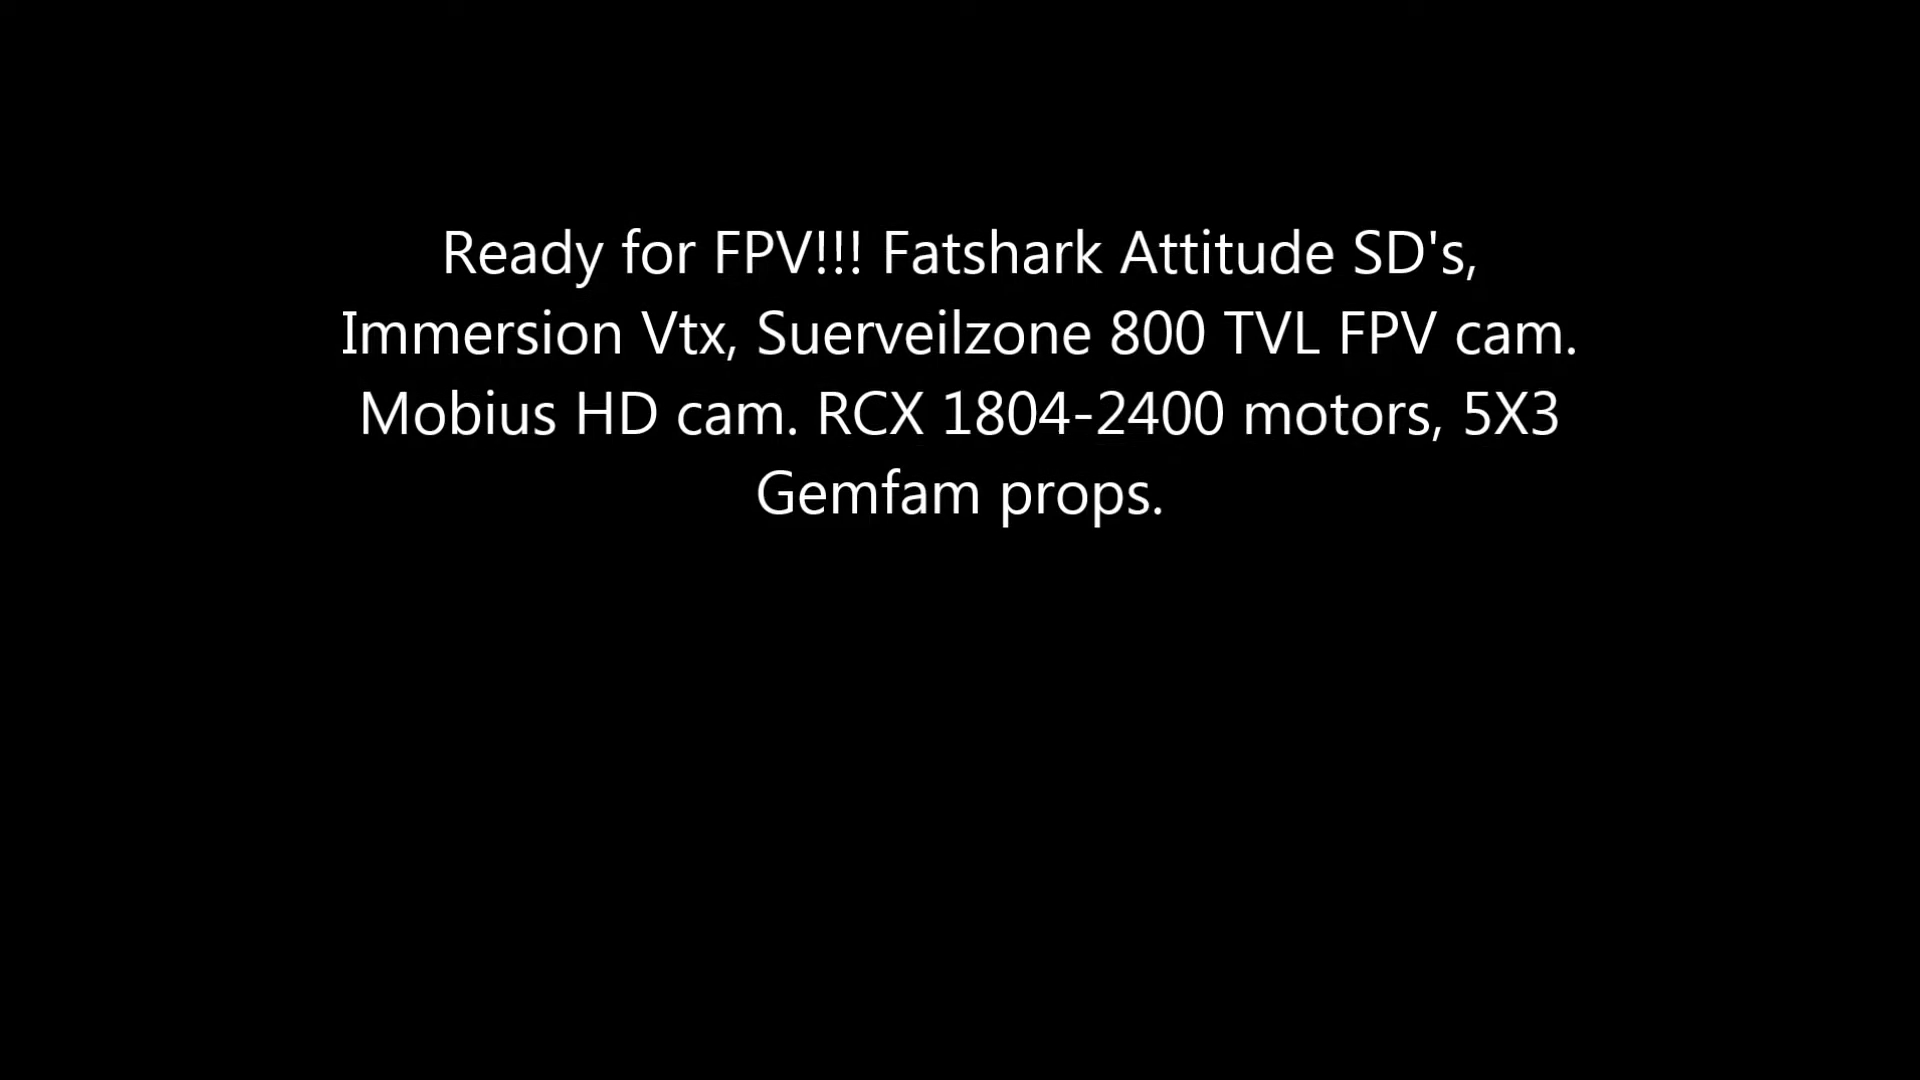 Ready for FPV!!! Fatshark Attitude SD's,
Immersion Vtx, Suerveilzone 800 TVL FPV cam.
Mobius HD cam. RCX 1804-2400 motors, 5X3
Gemfam props.